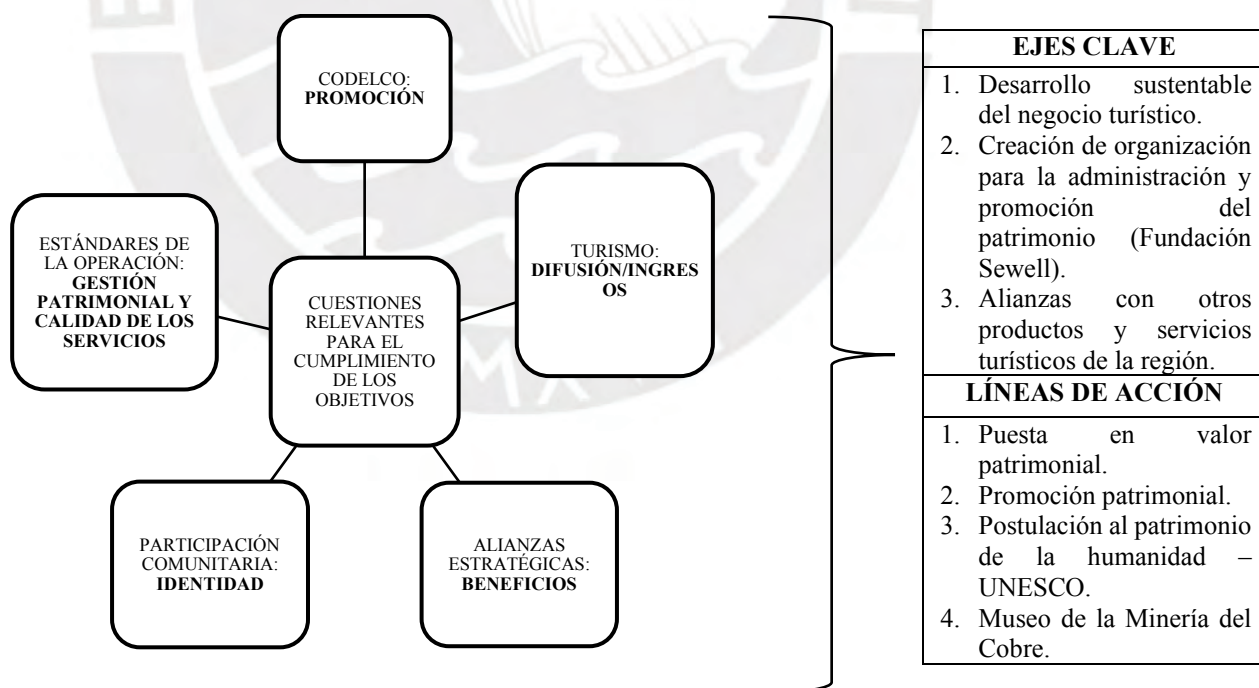 CODELCO:
PROMOCIÓN
ESTÁNDARES DE
LA OPERACIÓN:
GESTIÓN
PATRIMONIAL Y
CALIDAD DE LOS
SERVICIOS
TURISMO:
DIFUSIÓN/INGRES
OS
CUESTIONES
RELEVANTES
PARA EL
CUMPLIMIENTO
DE LOS
OBJETIVOS
PARTICIPACIÓN
COMUNITARIA:
IDENTIDAD
ALIANZAS
ESTRATÉGICAS:
BENEFICIOS
EJES CLAVE
1. Desarrollo sustentable
del negocio turístico.
2. Creación de organización
para la administración y
promoción del
patrimonio (Fundación
Sewell).
3. Alianzas con otros
productos y servicios
turísticos de la región.
LÍNEAS DE ACCIÓN
1. Puesta en valor
patrimonial.
2. Promoción patrimonial.
3. Postulación al patrimonio
de la humanidad –
UNESCO.
4. Museo de la Minería del
Cobre.